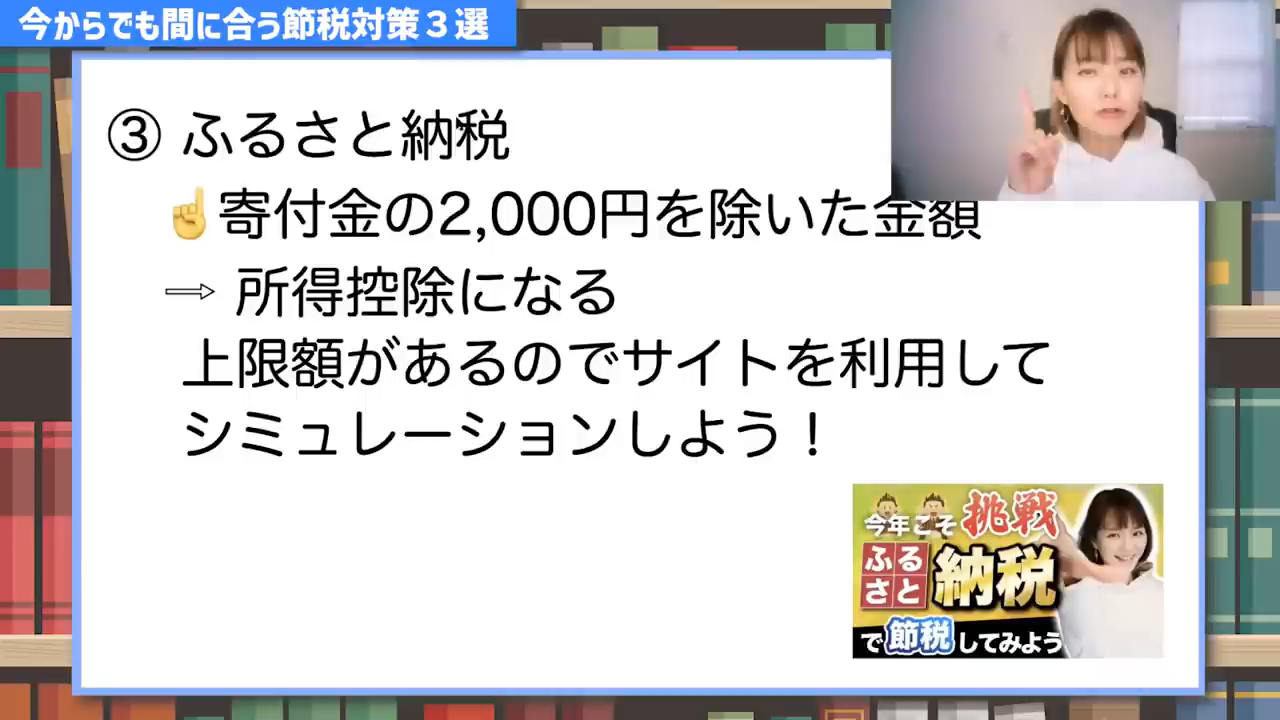 今からでも間に合う節税対策３選
③ ふるさと納税
☝寄付金の2,000円を除いた金額
⇨ 所得控除になる
上限額があるのでサイトを利用して
シミュレーションしよう！
今年こそ挑戦
ふるさと納税
で節税してみよう